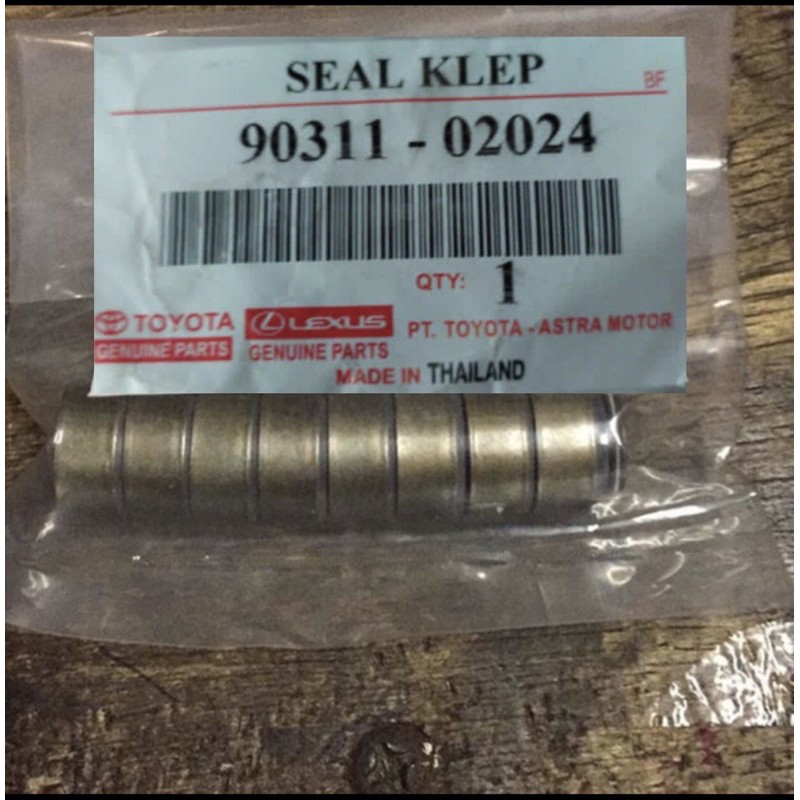 SEAL KLEP
BF
90311 - 02024
QTY: 1
TOYOTA
GENUINE PARTS
LEXUS
GENUINE PARTS
PT. TOYOTA - ASTRA MOTOR
MADE IN THAILAND